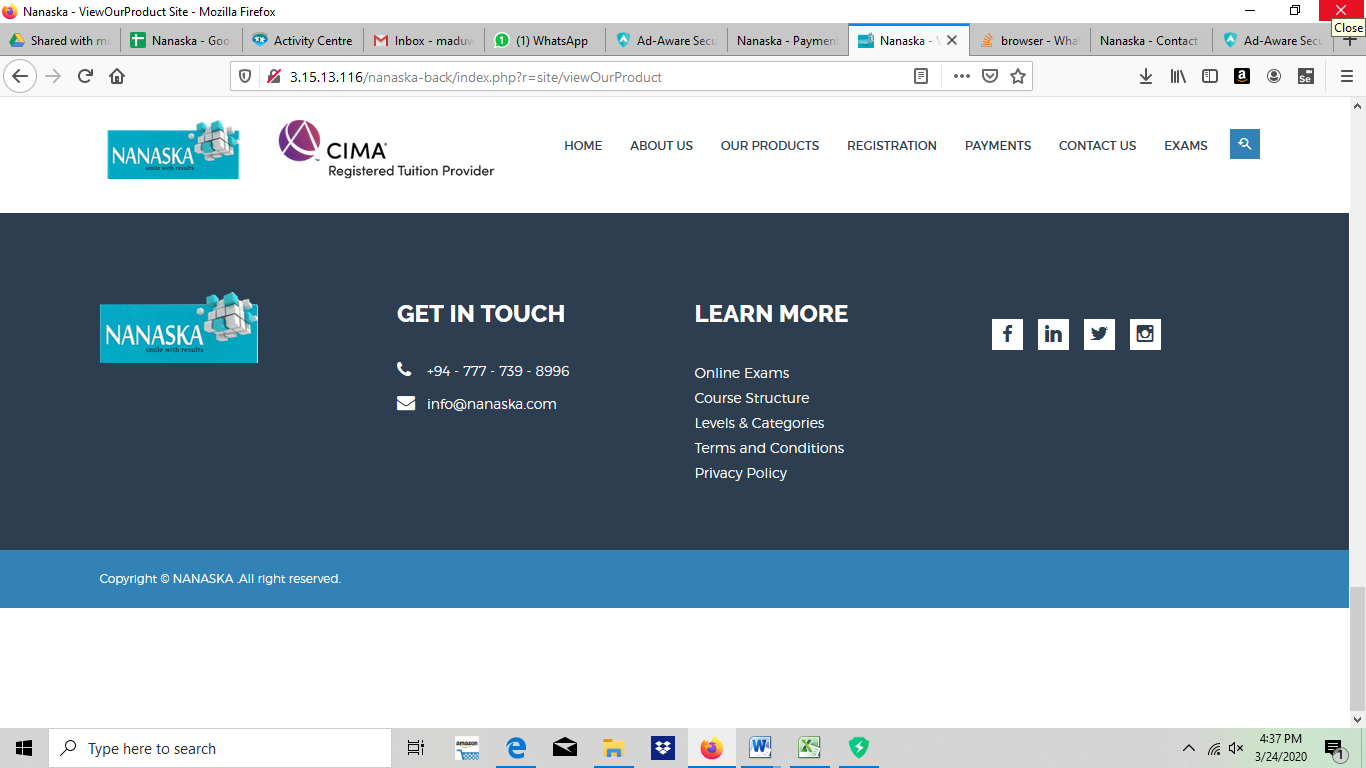 Nanaska - ViewOurProduct Site - Mozilla Firefox
Close
Shared with m
Nanaska - Goo
Activity Centre
Inbox - maduw
(1) WhatsApp
Ad-Aware Secu
Nanaska - Paymen
Nanaska - V
browser - Wha
Nanaska - Contact
Ad-Aware Secu
3.15.13.116/nanaska-back/index.php?r=site/viewOurProduct
NANASKA
smile with results
CIMA
Registered Tuition Provider
HOME ABOUT US OUR PRODUCTS REGISTRATION PAYMENTS CONTACT US EXAMS
NANASKA
smile with results
GET IN TOUCH
+94 - 777 - 739 - 8996
info@nanaska.com
LEARN MORE
Online Exams
Course Structure
Levels & Categories
Terms and Conditions
Privacy Policy
Copyright © NANASKA .All right reserved.
Type here to search
amazon
4:37 PM
3/24/2020
1